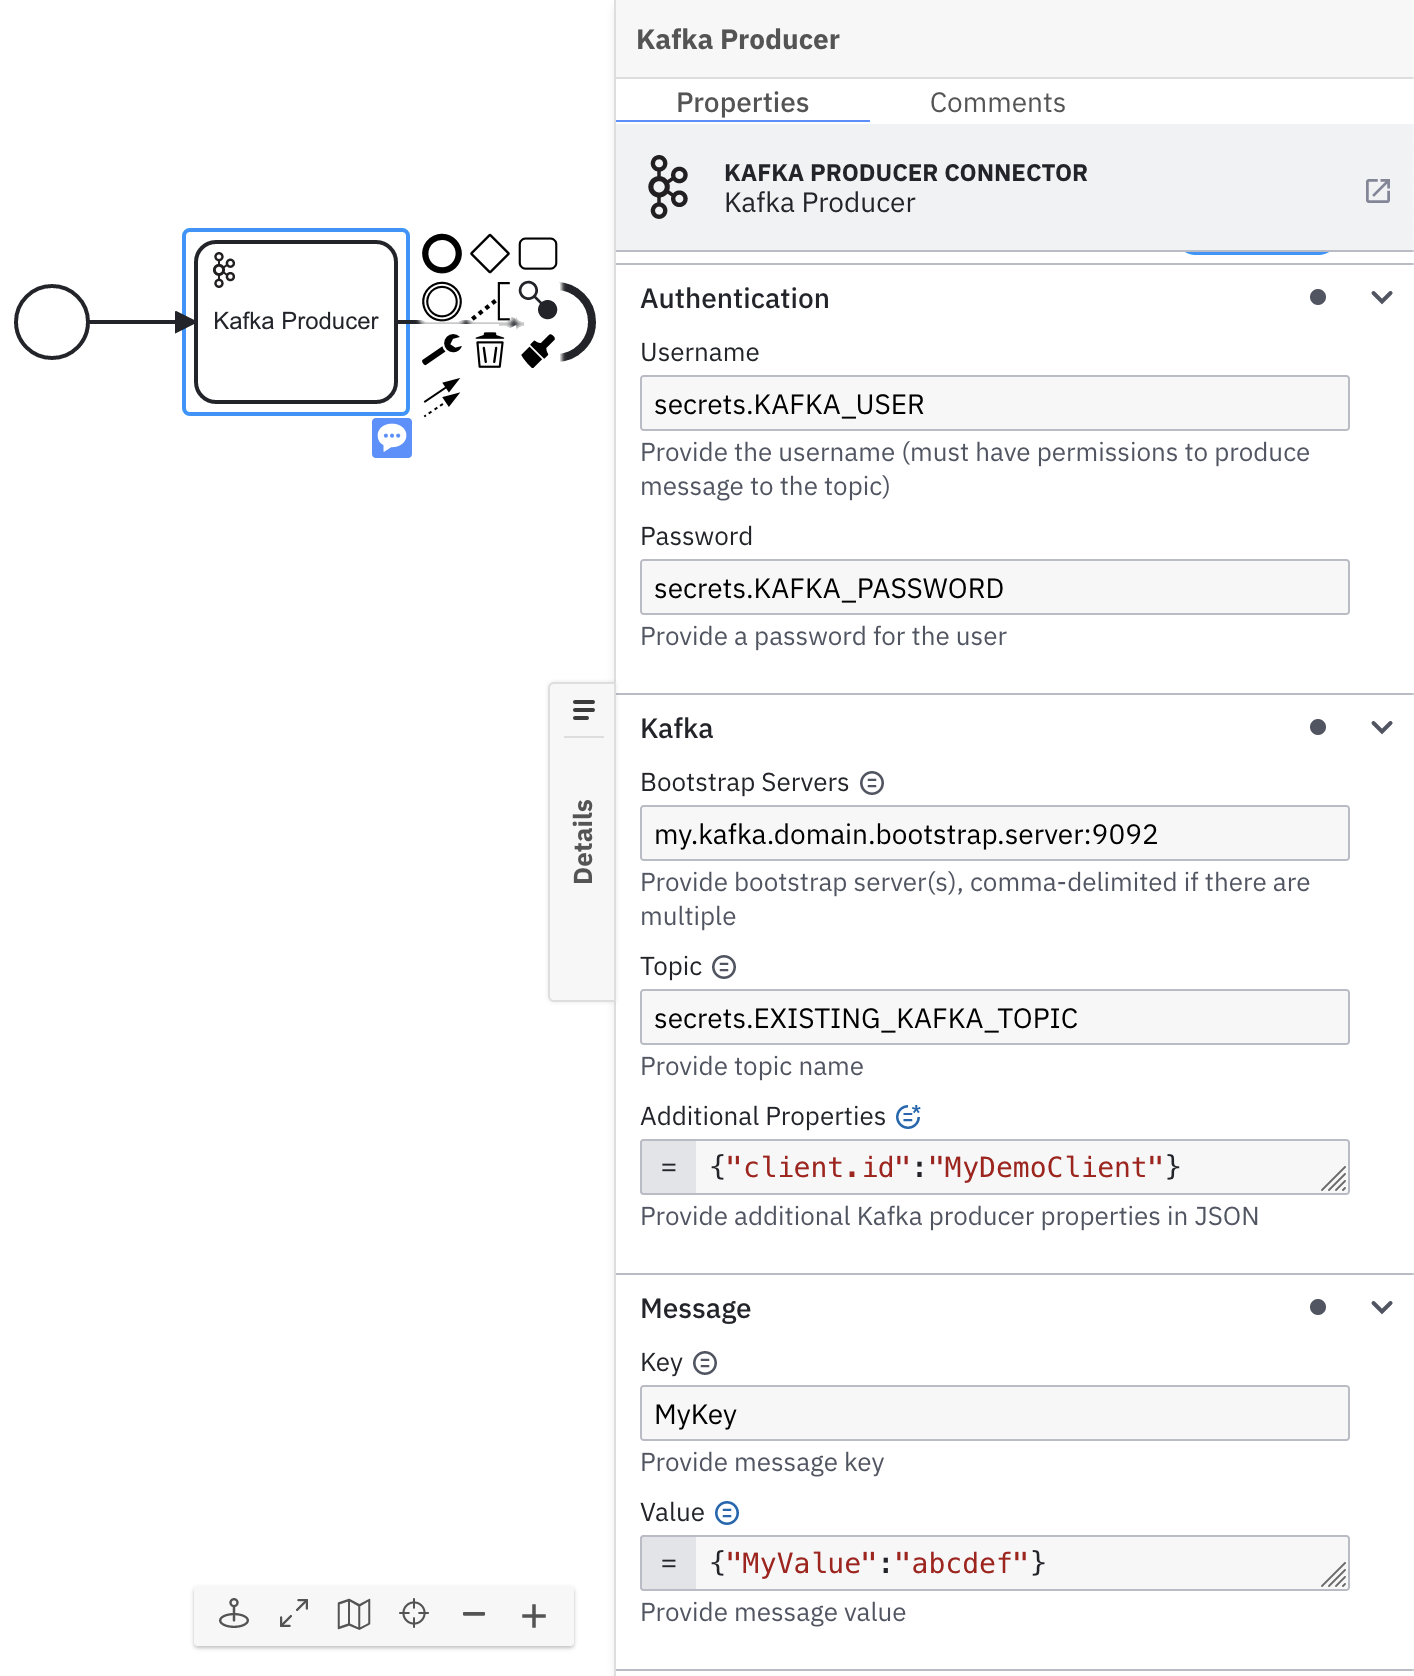 Kafka Producer
Details
Kafka Producer
Properties Comments
KAFKA PRODUCER CONNECTOR
Kafka Producer
Authentication
Username
secrets.KAFKA_USER
Provide the username (must have permissions to produce
message to the topic)
Password
secrets.KAFKA_PASSWORD
Provide a password for the user
Kafka
Bootstrap Servers
my.kafka.domain.bootstrap.server:9092
Provide bootstrap server(s), comma-delimited if there are
multiple
Topic
secrets.EXISTING_KAFKA_TOPIC
Provide topic name
Additional Properties
= {"client.id":"MyDemoClient"}
Provide additional Kafka producer properties in JSON
Message
Key
MyKey
Provide message key
Value
= {"MyValue":"abcdef"}
Provide message value